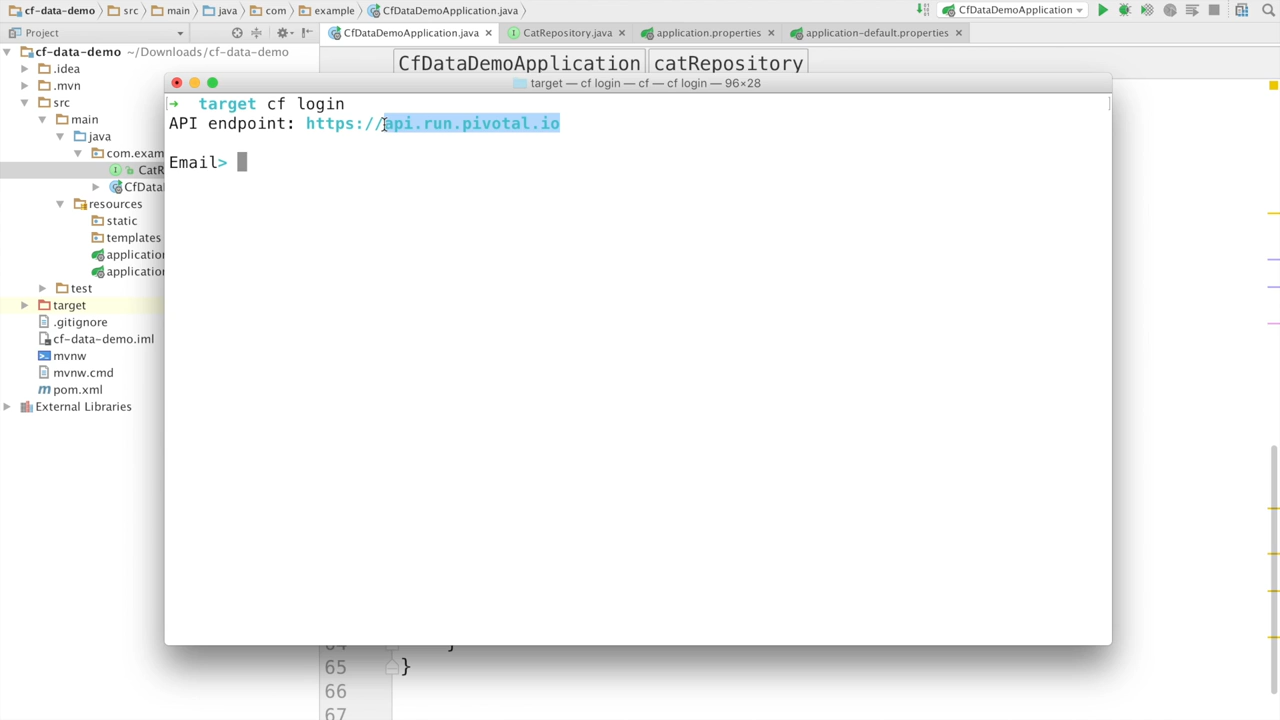 cf-data-demo src main java com example CfDataDemoApplication.java CfDataDemoApplication
Project CfDataDemoApplication.java CatRepository.java application.properties application-default.properties
cf-data-demo ~/Downloads/cf-data-demo
CfDataDemoApplication catRepository
.idea
.mvn
src
main
java
com.exam
CatR
CfData
resources
static
templates
application
application
test
target
.gitignore
cf-data-demo.iml
mvnw
mvnw.cmd
pom.xml
External Libraries
target — cf login — cf — cf login — 96×28
➜ target cf login
API endpoint: https://api.run.pivotal.io
Email>
64 }
65 }
66
67